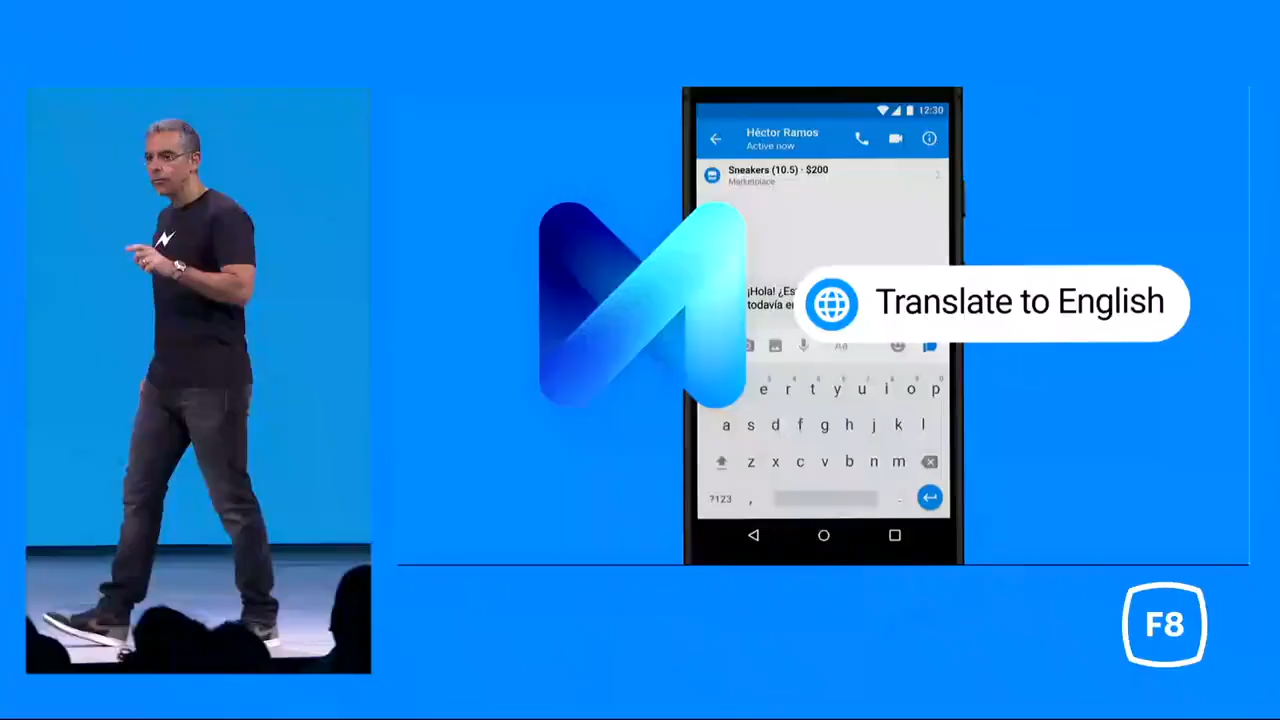 12:30
Héctor Ramos
Active now
Sneakers (10.5) · $200
Marketplace
¡Hola!
todavía
Translate to English
Aa
e r t y u i o p
a s d f g h j k l
z x c v b n m
?123 , .
F8